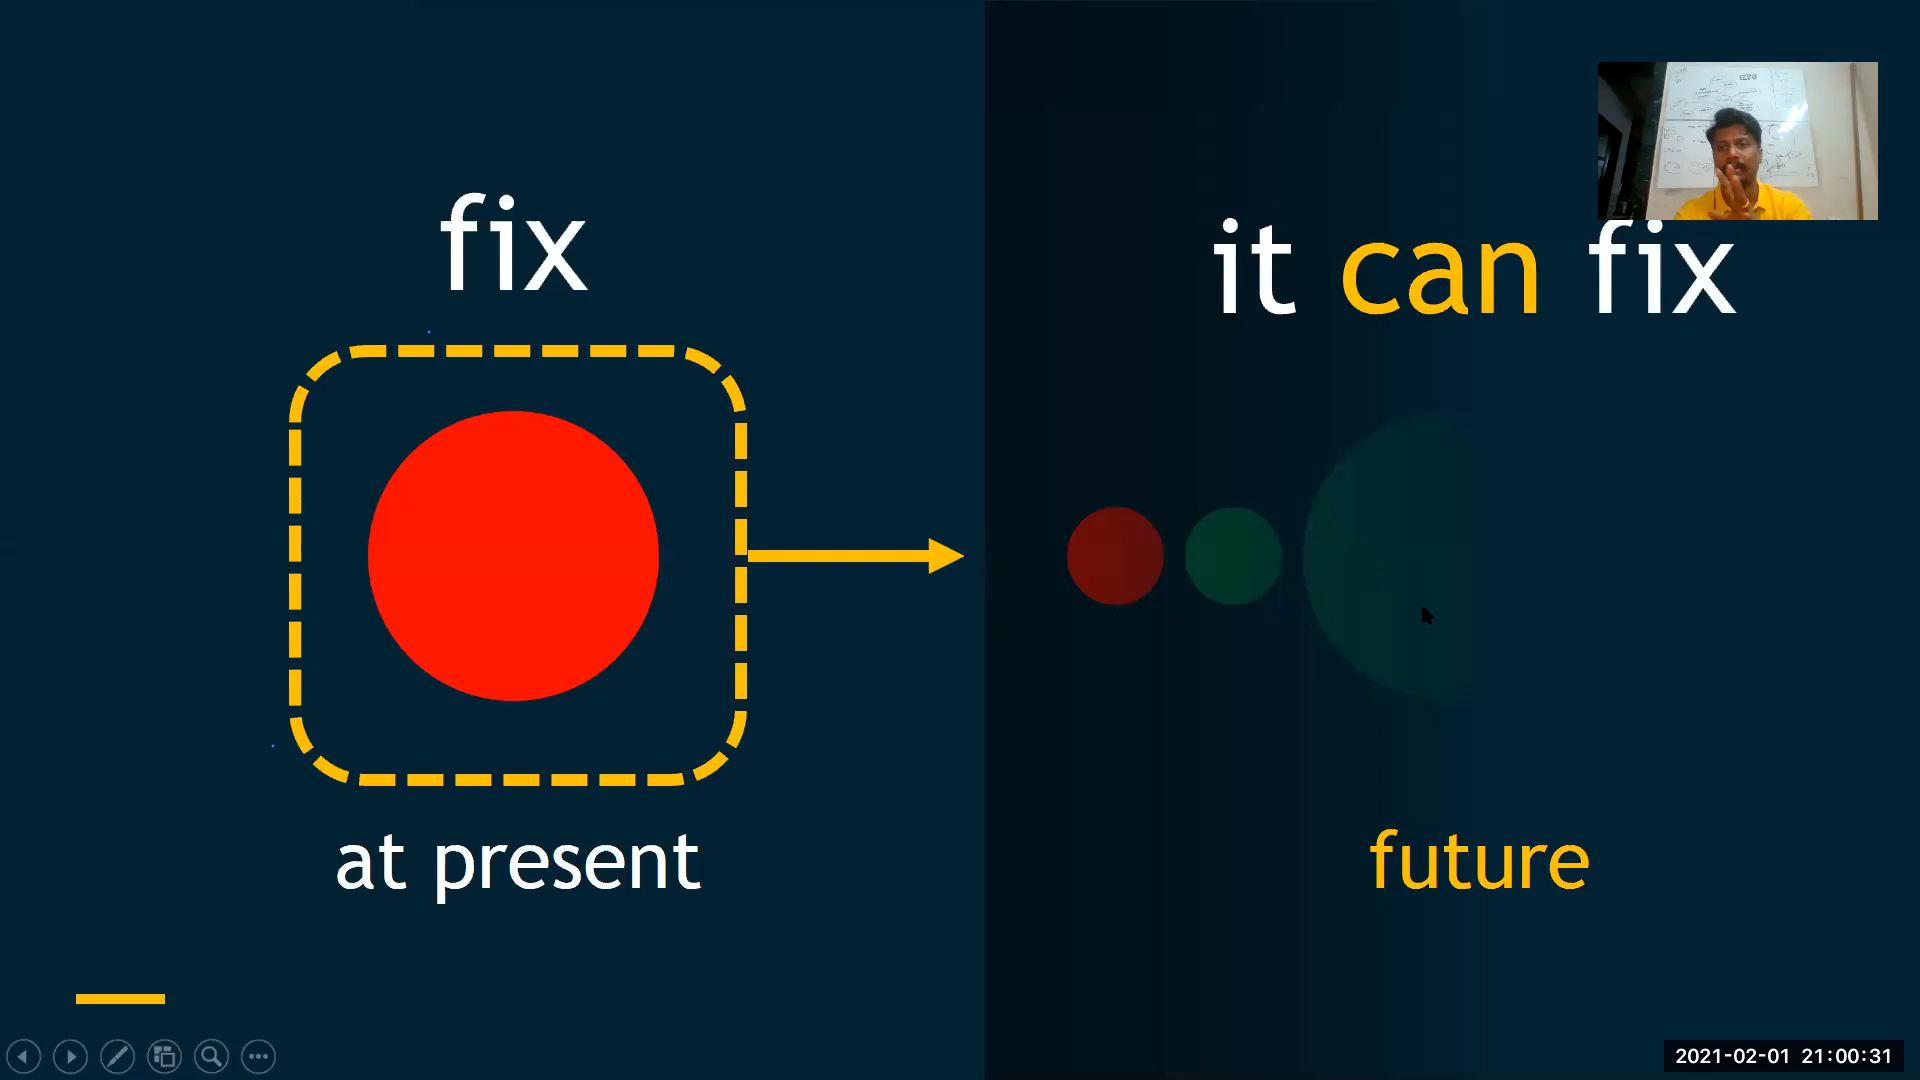 fix
it can fix
at present
future
2021-02-01 21:00:31